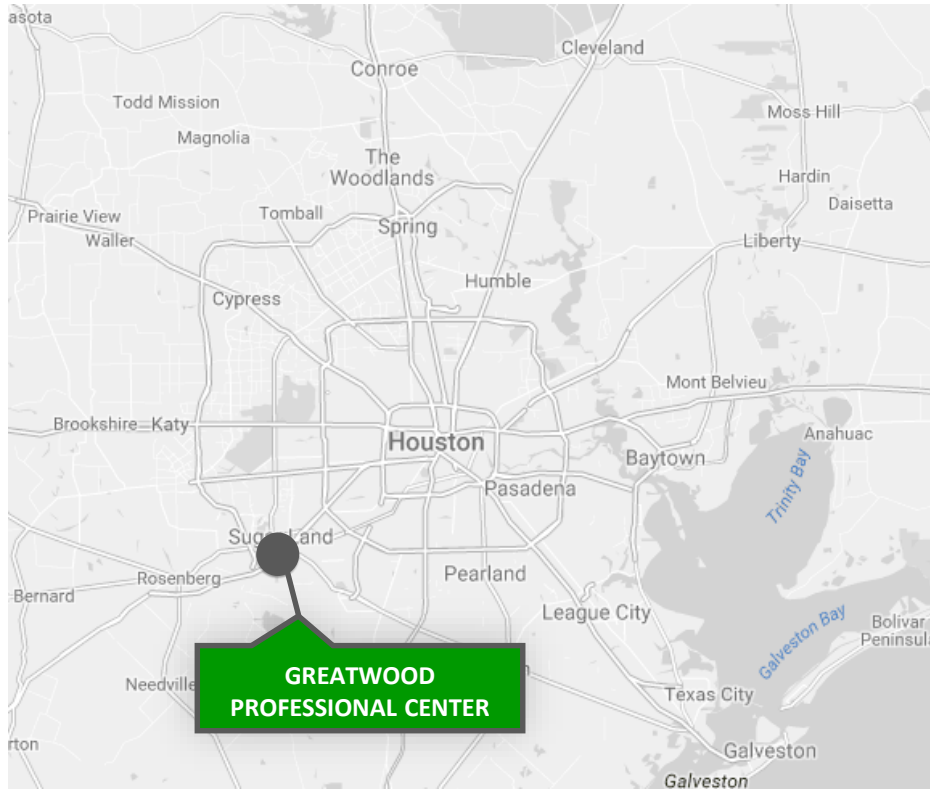 asota
Cleveland
Conroe
Todd Mission
Moss Hill
Magnolia
The
Woodlands
Hardin
Daisetta
Prairie View
Tomball
Spring
Waller
Liberty
Humble
Cypress
Mont Belvieu
Brookshire
Katy
Anahuac
Houston
Baytown
Pasadena
Trinity Bay
Sugar Land
Rosenberg
Pearland
Bernard
League City
Galveston Bay
Bolivar
Peninsula
GREATWOOD
PROFESSIONAL CENTER
Needville
Texas City
rton
Galveston
Galveston